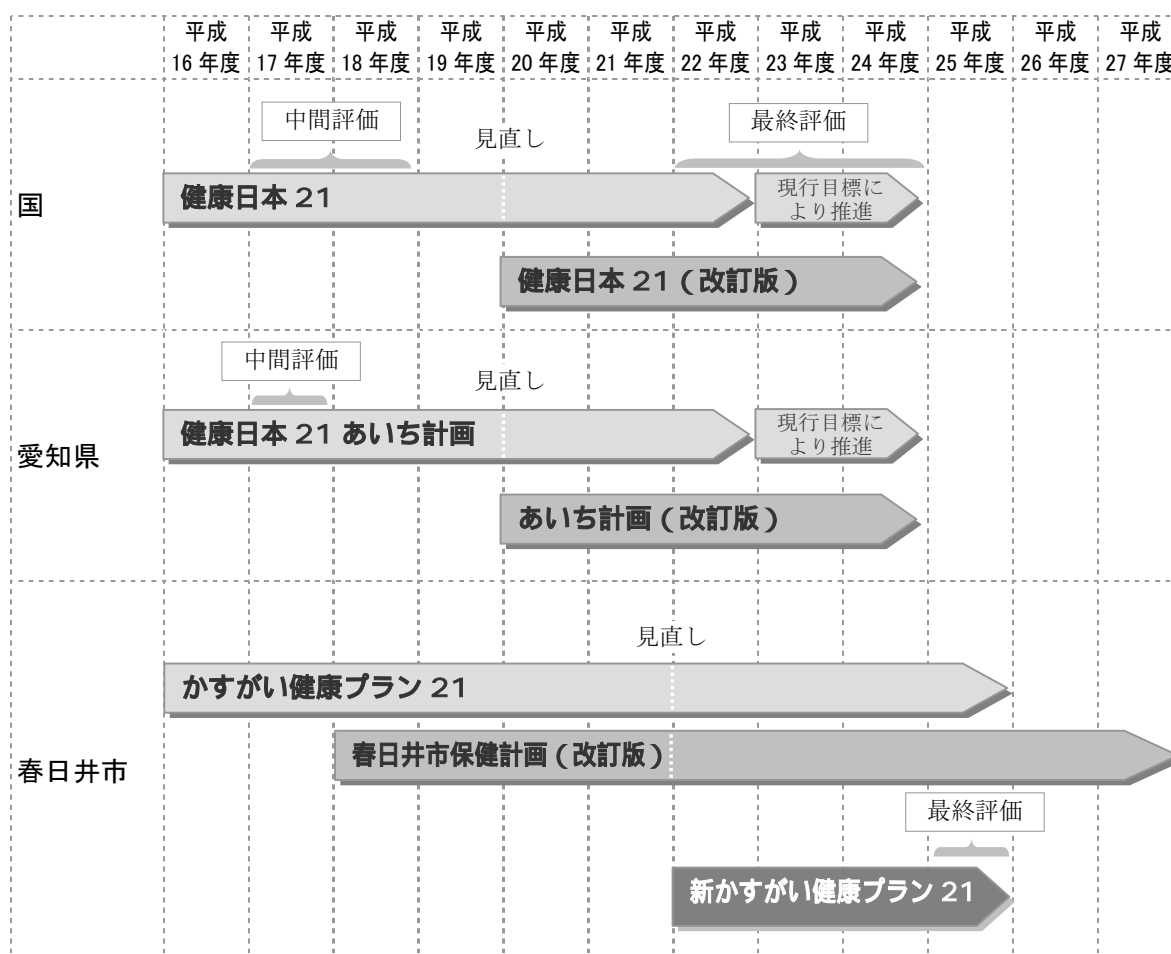 平成 平成 平成 平成 平成 平成 平成 平成 平成 平成 平成 平成
16 年度 17 年度 18 年度 19 年度 20 年度 21 年度 22 年度 23 年度 24 年度 25 年度 26 年度 27 年度
国
中間評価
見直し
最終評価
健康日本 21
現行目標に
より推進
健康日本 21（改訂版）
愛知県
中間評価
見直し
健康日本 21 あいち計画
現行目標に
より推進
あいち計画（改訂版）
春日井市
見直し
かすがい健康プラン 21
春日井市保健計画（改訂版）
最終評価
新かすがい健康プラン 21